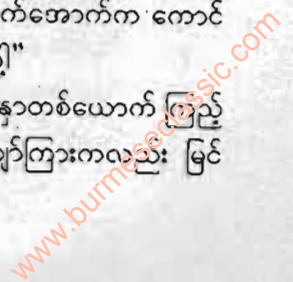 က်အောက်က ကောင်
ဤ့"
နှာတစ်ယောက် ကြည့်
ျာ်ကြားကလည်း မြင်
www.burmeseclassic.com